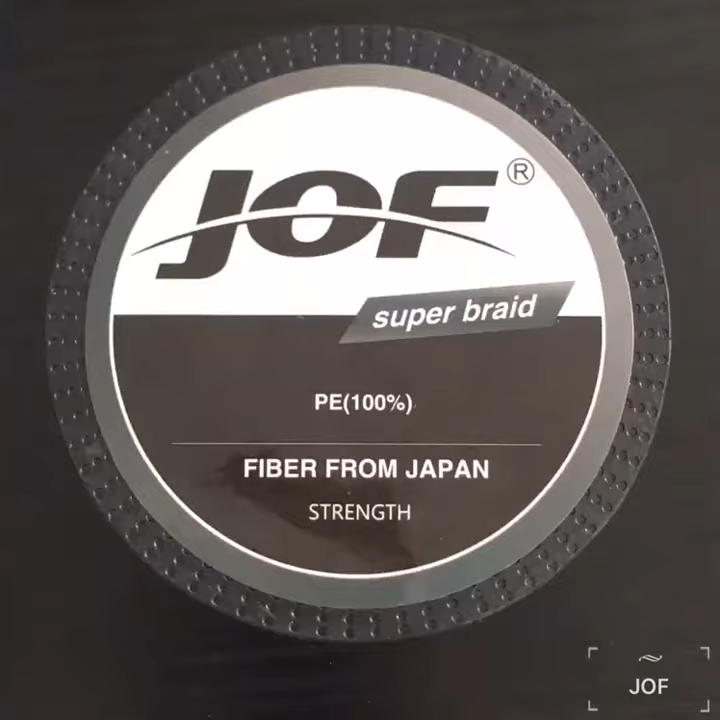 JOF®
super braid
PE(100%)
FIBER FROM JAPAN
STRENGTH
JOF